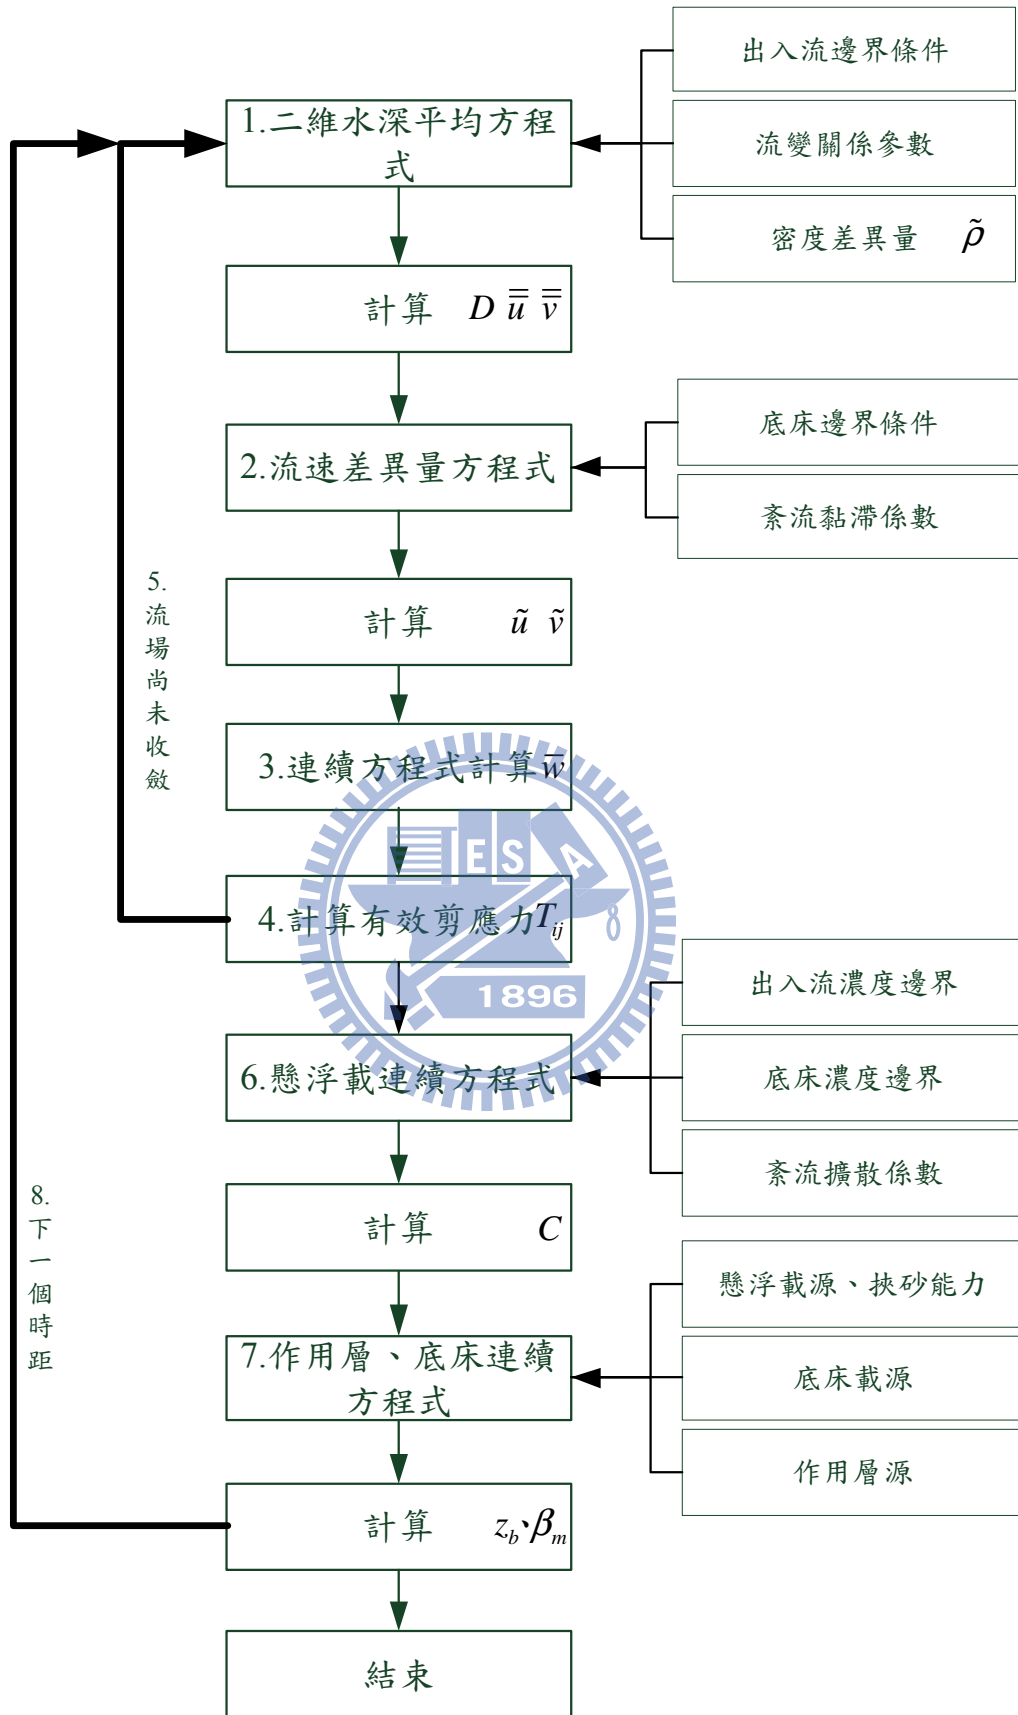 出入流邊界條件
1.二維水深平均方程
式
流變關係參數
密度差異量 ρ̃
計算 D u̿ v̿
底床邊界條件
2.流速差異量方程式
紊流黏滯係數
5.
流
場
尚
未
收
斂
計算 ũ ṽ
3.連續方程式計算w̅
ESA
4.計算有效剪應力T_ij
1896
出入流濃度邊界
6.懸浮載連續方程式
底床濃度邊界
紊流擴散係數
8.
下
一
個
時
距
計算 C
懸浮載源、挾砂能力
7.作用層、底床連續
方程式
底床載源
作用層源
計算 z_b、β_m
結束